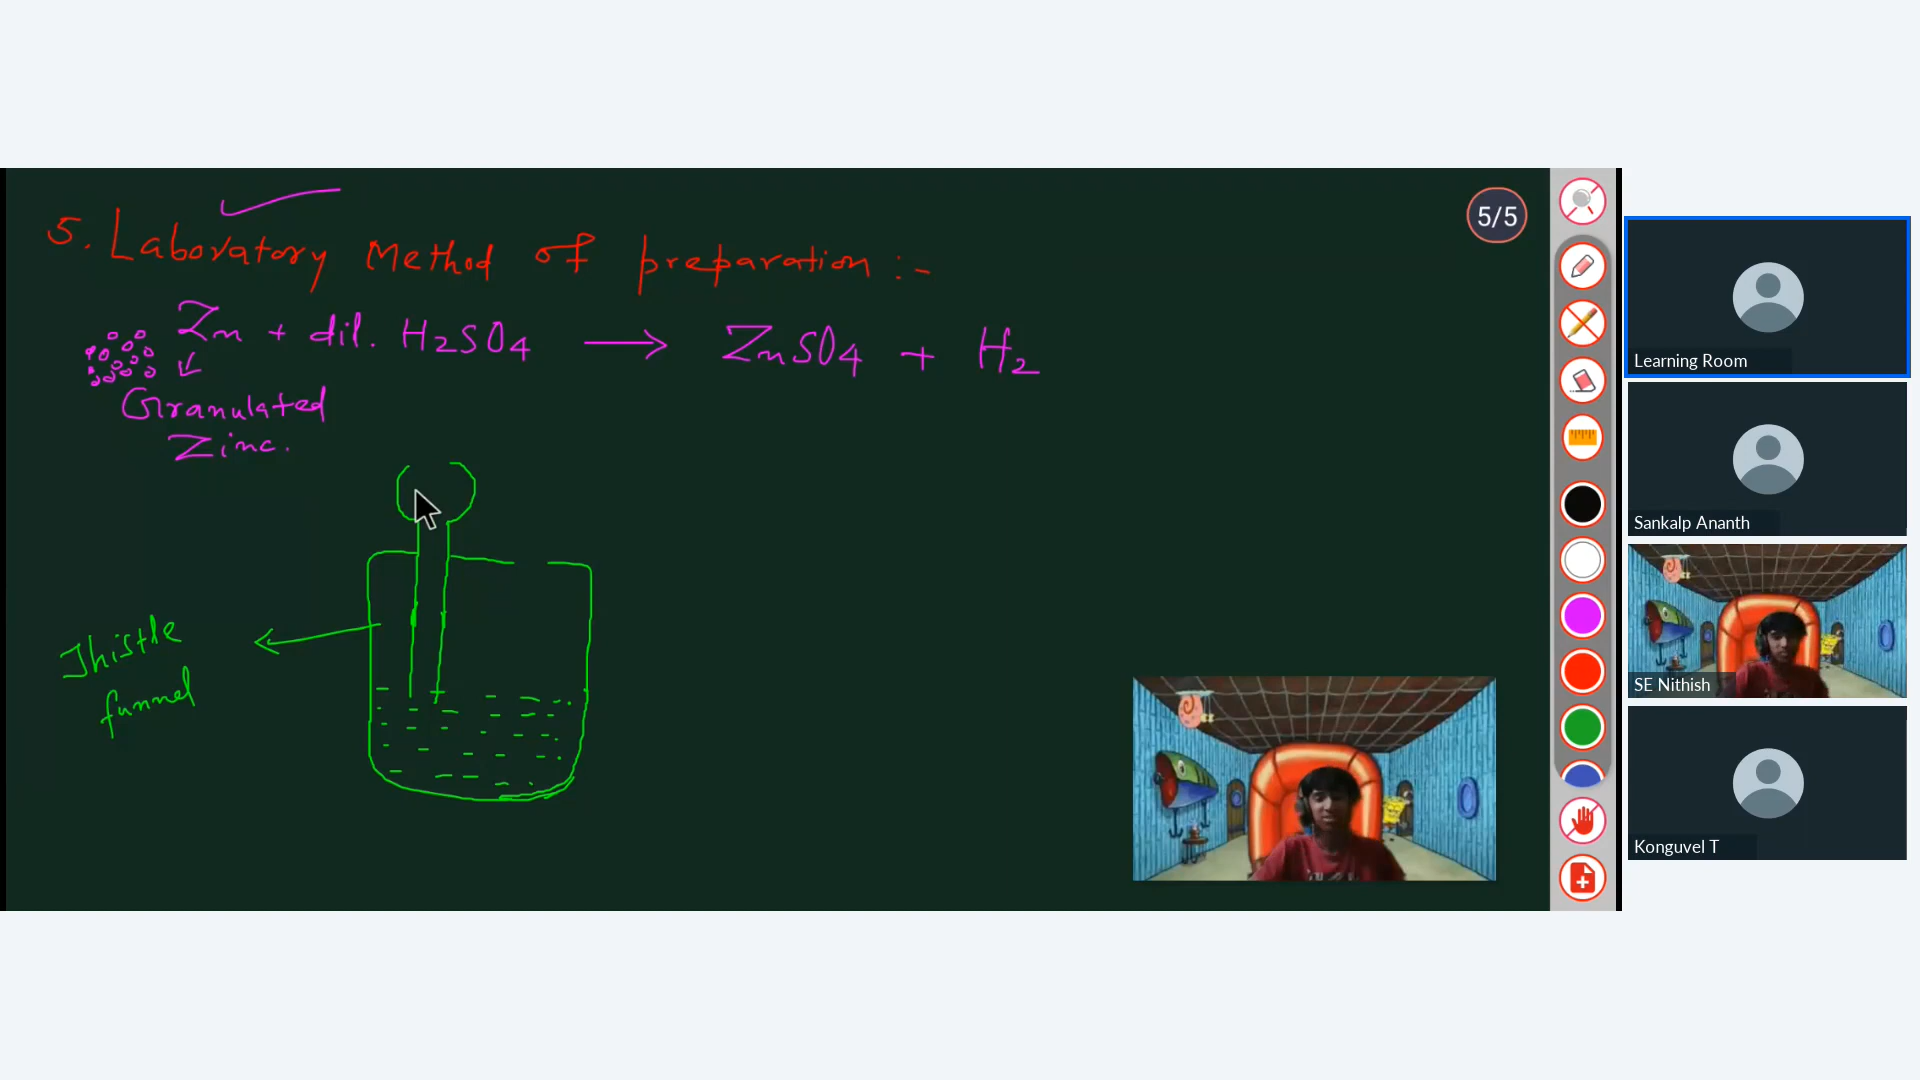 5. Laboratory Method of preparation :-
5/5
Zn + dil. H2SO4 → ZnSO4 + H2
Granulated
Zinc.
Thistle
funnel
Learning Room
Sankalp Ananth
SE Nithish
Konguvel T